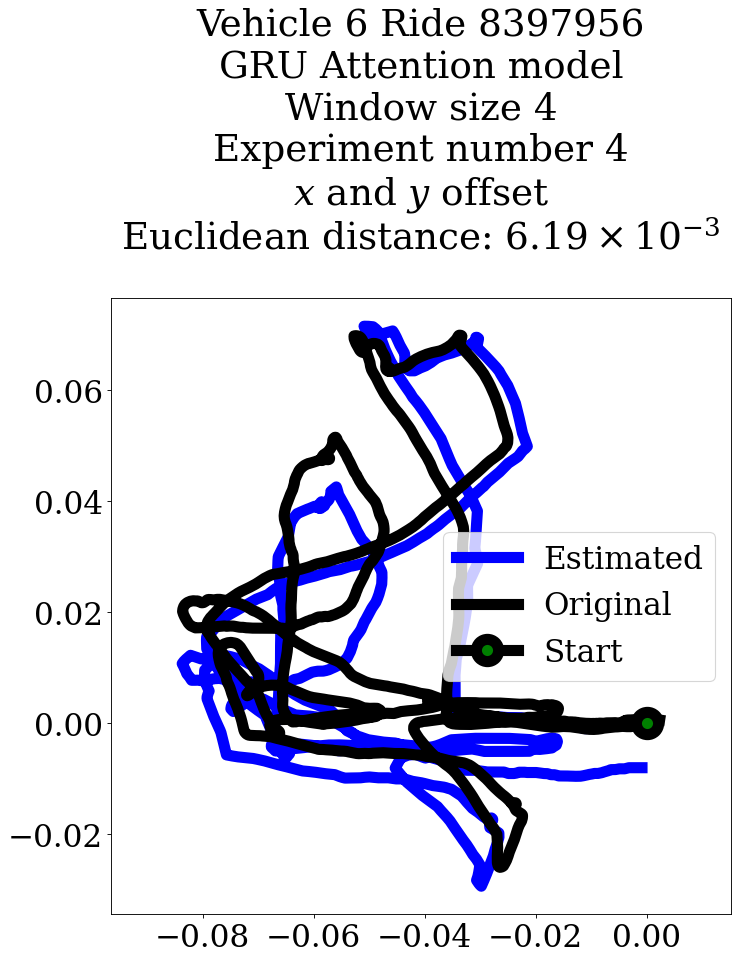 Vehicle 6 Ride 8397956
GRU Attention model
Window size 4
Experiment number 4
x and y offset
Euclidean distance: 6.19 × 10⁻³
0.06
0.04
0.02
0.00
−0.02
Estimated
Original
Start
−0.08 −0.06 −0.04 −0.02 0.00